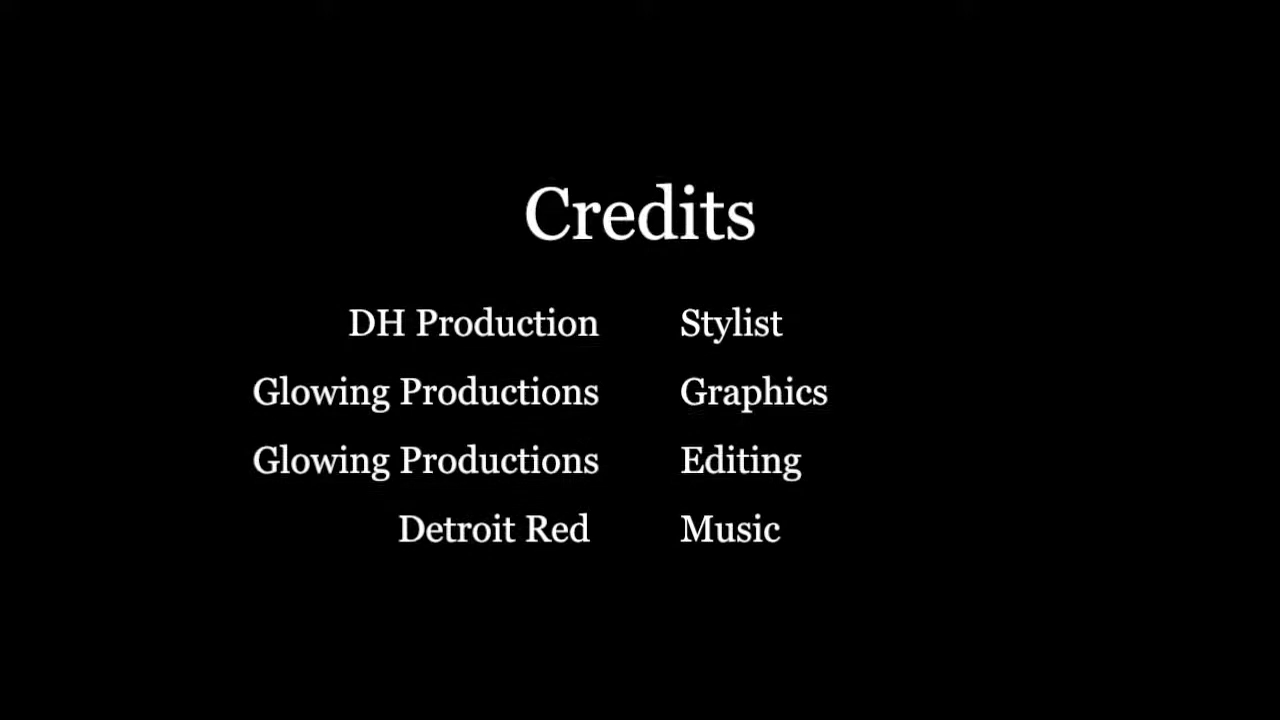 Credits
DH Production Stylist
Glowing Productions Graphics
Glowing Productions Editing
Detroit Red Music